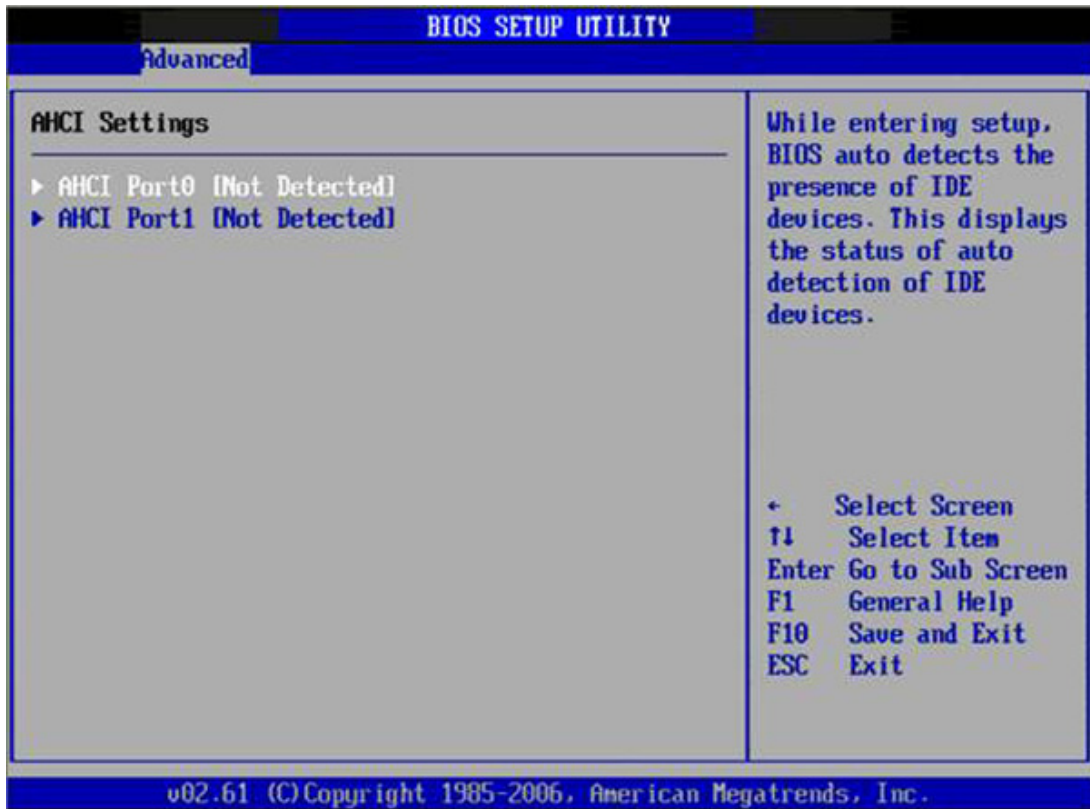 BIOS SETUP UTILITY
Advanced
AHCI Settings
▶ AHCI Port0 [Not Detected]
▶ AHCI Port1 [Not Detected]
While entering setup,
BIOS auto detects the
presence of IDE
devices. This displays
the status of auto
detection of IDE
devices.
← Select Screen
↑↓ Select Item
Enter Go to Sub Screen
F1 General Help
F10 Save and Exit
ESC Exit
v02.61 (C)Copyright 1985-2006, American Megatrends, Inc.